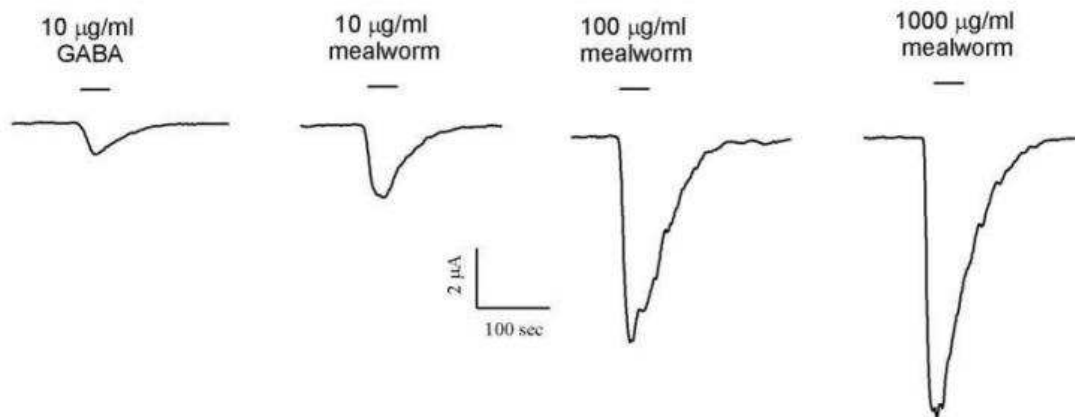 10 μg/ml
GABA
10 μg/ml
mealworm
100 μg/ml
mealworm
1000 μg/ml
mealworm
2 μA
100 sec